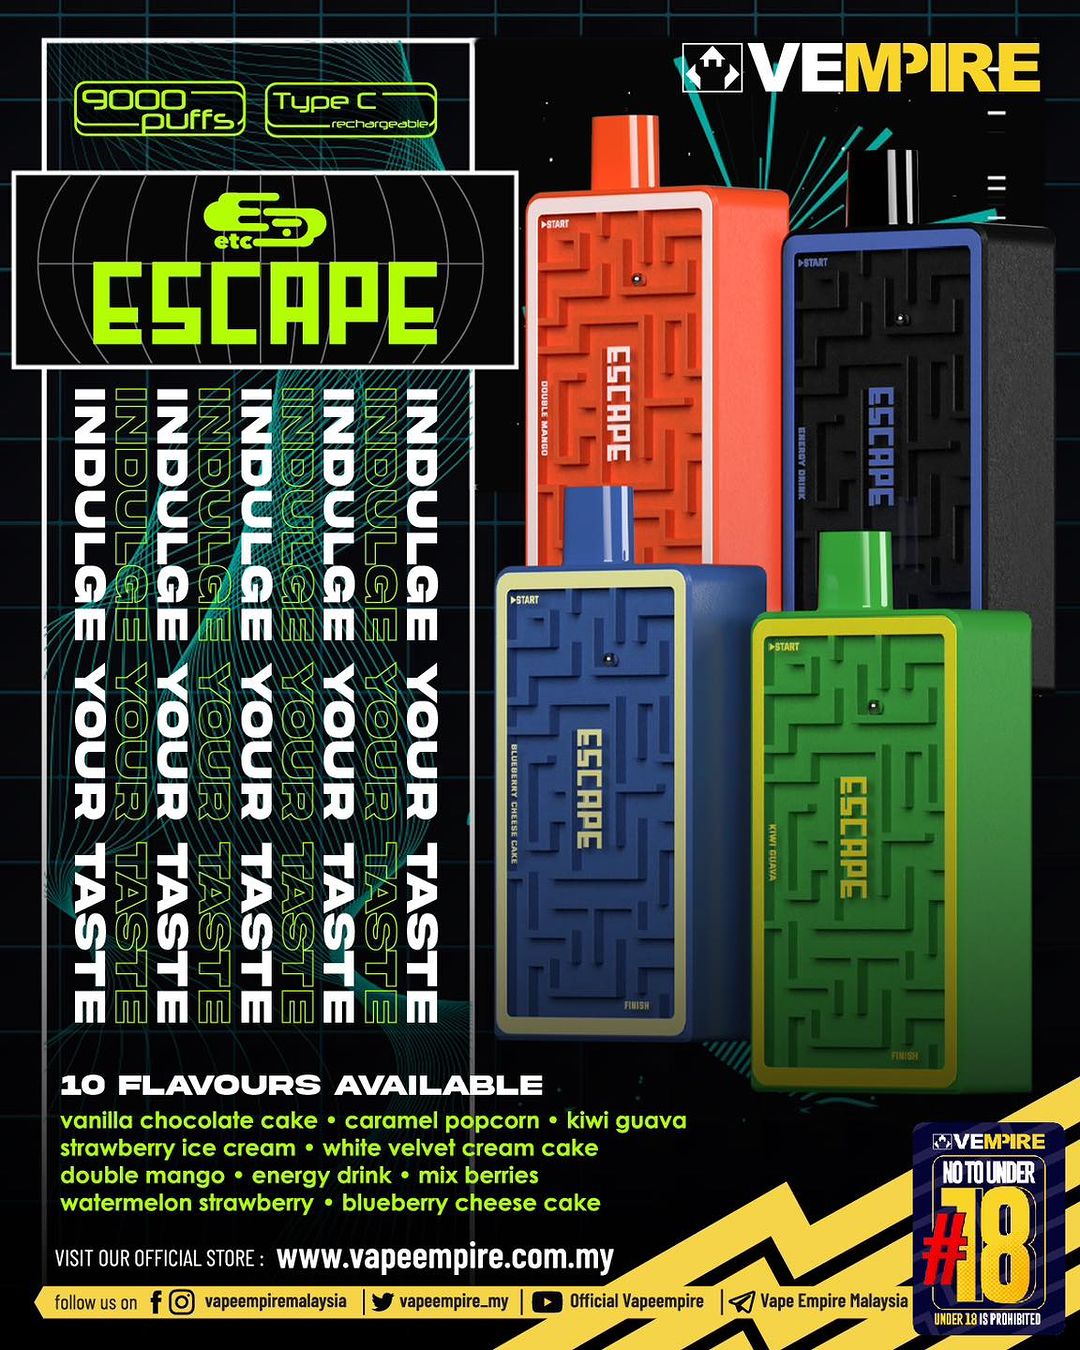 9000
puffs
Type C
rechargeable
VEMPIRE
etc
ESCAPE
INDULGE YOUR TASTE
INDULGE YOUR TASTE
INDULGE YOUR TASTE
INDULGE YOUR TASTE
INDULGE YOUR TASTE
INDULGE YOUR TASTE
INDULGE YOUR TASTE
INDULGE YOUR TASTE
INDULGE YOUR TASTE
START
ESCAPE
DOUBLE MANGO
START
ESCAPE
ENERGY DRINK
START
ESCAPE
BLUEBERRY CHEESE CAKE
FINISH
START
ESCAPE
KIWI GUAVA
FINISH
10 FLAVOURS AVAILABLE
vanilla chocolate cake • caramel popcorn • kiwi guava
strawberry ice cream • white velvet cream cake
double mango • energy drink • mix berries
watermelon strawberry • blueberry cheese cake
VISIT OUR OFFICIAL STORE : www.vapeempire.com.my
follow us on vapeempiremalaysia | vapeempire_my | Official Vapeempire | Vape Empire Malaysia
VEMPIRE
NO TO UNDER
#18
UNDER 18 IS PROHIBITED